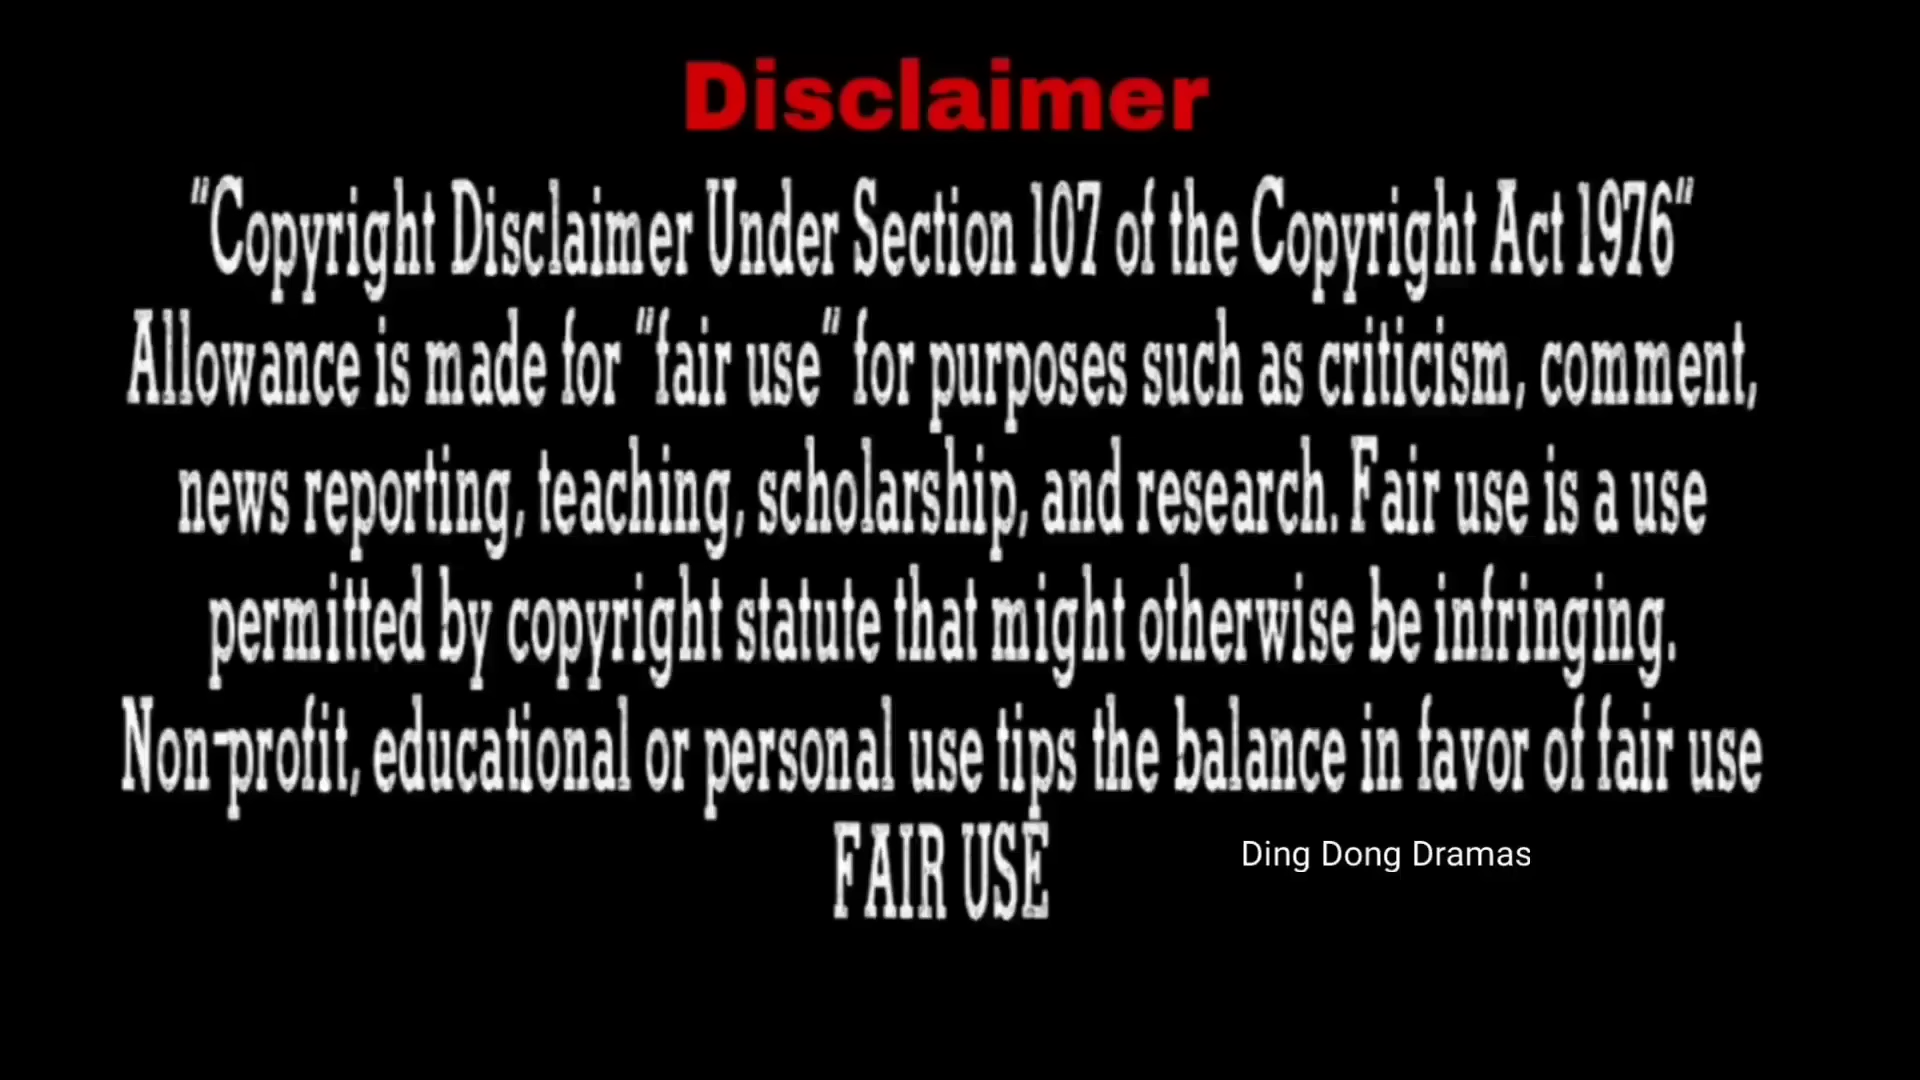 Disclaimer
"Copyright Disclaimer Under Section 107 of the Copyright Act 1976"
Allowance is made for "fair use" for purposes such as criticism, comment,
news reporting, teaching, scholarship, and research. Fair use is a use
permitted by copyright statute that might otherwise be infringing.
Non-profit, educational or personal use tips the balance in favor of fair use
FAIR USE
Ding Dong Dramas